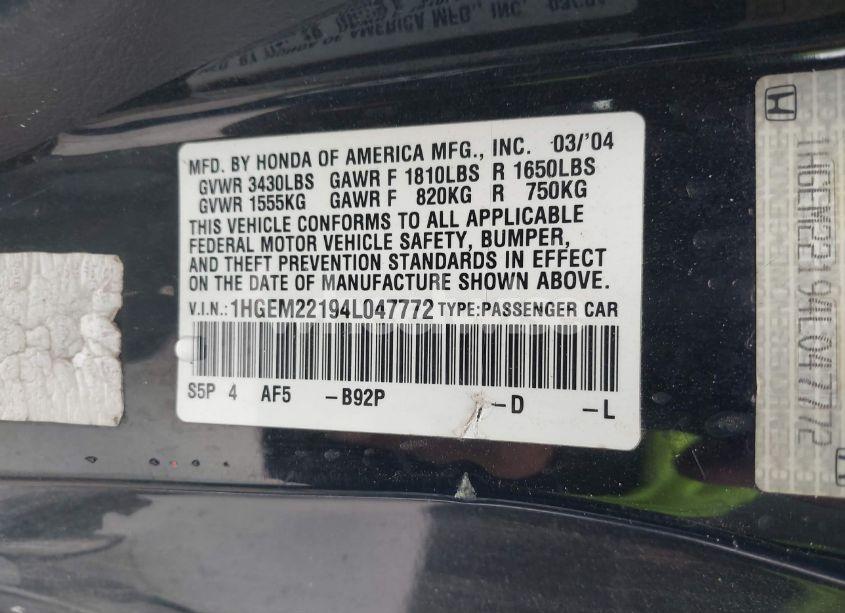 MFD. BY HONDA OF AMERICA MFG., INC. 03/'04
GVWR 3430LBS GAWR F 1810LBS R 1650LBS
GVWR 1555KG GAWR F 820KG R 750KG
THIS VEHICLE CONFORMS TO ALL APPLICABLE
FEDERAL MOTOR VEHICLE SAFETY, BUMPER,
AND THEFT PREVENTION STANDARDS IN EFFECT
ON THE DATE OF MANUFACTURE SHOWN ABOVE.
V.I.N.:1HGEM22194L047772 TYPE:PASSENGER CAR
S5P 4 AF5 -B92P -D -L
1HGEM22194L047772